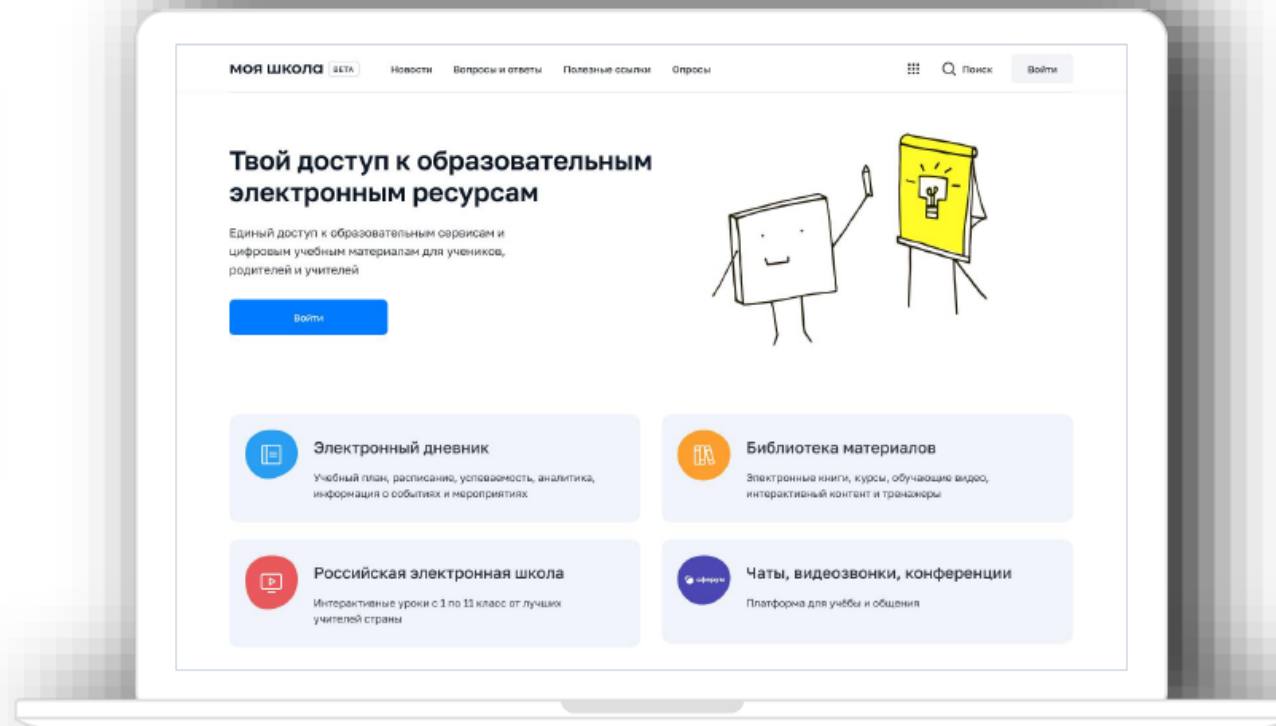 моя школа BETA Новости Вопросы и ответы Полезные ссылки Опросы Поиск Войти
Твой доступ к образовательным
электронным ресурсам
Единый доступ к образовательным сервисам и
цифровым учебным материалам для учеников,
родителей и учителей
Войти
Электронный дневник
Учебный план, расписание, успеваемость, аналитика,
информация о событиях и мероприятиях
Библиотека материалов
Электронные книги, курсы, обучающие видео,
интерактивный контент и тренажеры
Российская электронная школа
Интерактивные уроки с 1 по 11 класс от лучших
учителей страны
сферум
Чаты, видеозвонки, конференции
Платформа для учёбы и общения